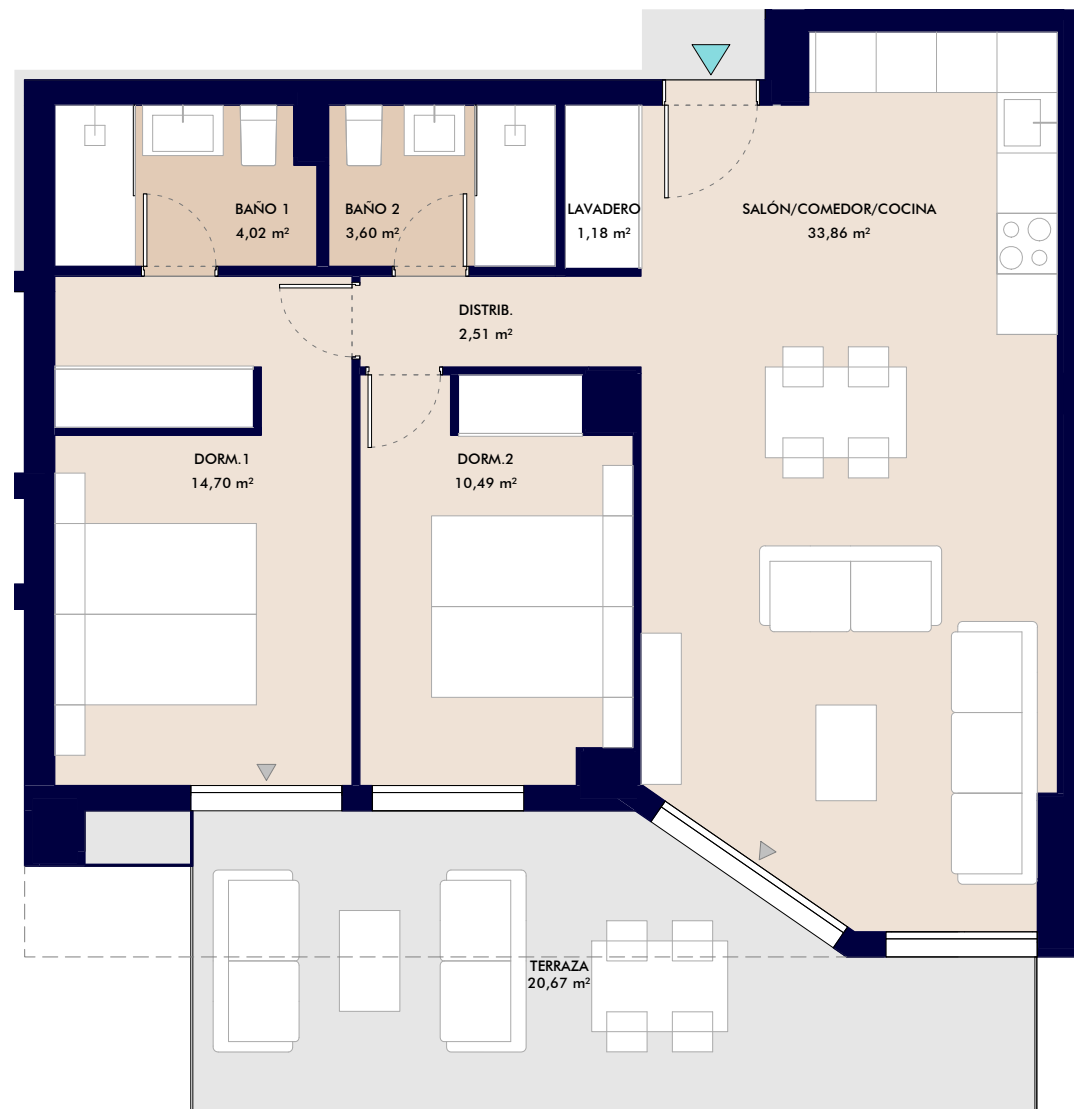 BAÑO 1
4,02 m²
BAÑO 2
3,60 m²
LAVADERO
1,18 m²
SALÓN/COMEDOR/COCINA
33,86 m²
DISTRIB.
2,51 m²
DORM.1
14,70 m²
DORM.2
10,49 m²
TERRAZA
20,67 m²